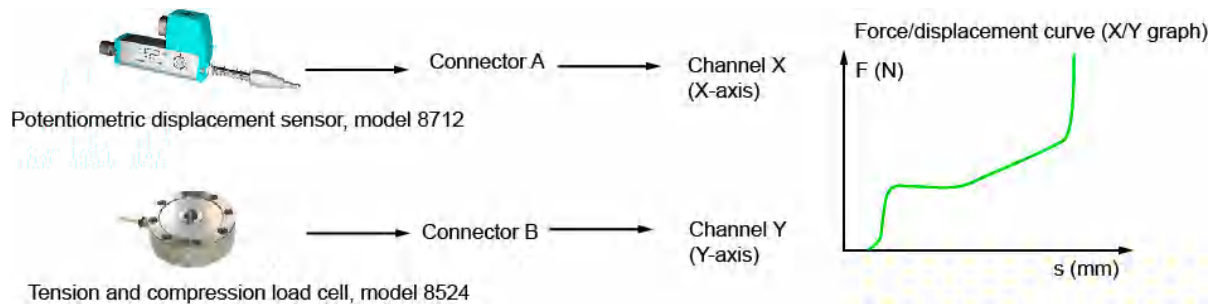 Force/displacement curve (X/Y graph)
Connector A
Channel X
(X-axis)
F (N)
Potentiometric displacement sensor, model 8712
Connector B
Channel Y
(Y-axis)
s (mm)
Tension and compression load cell, model 8524